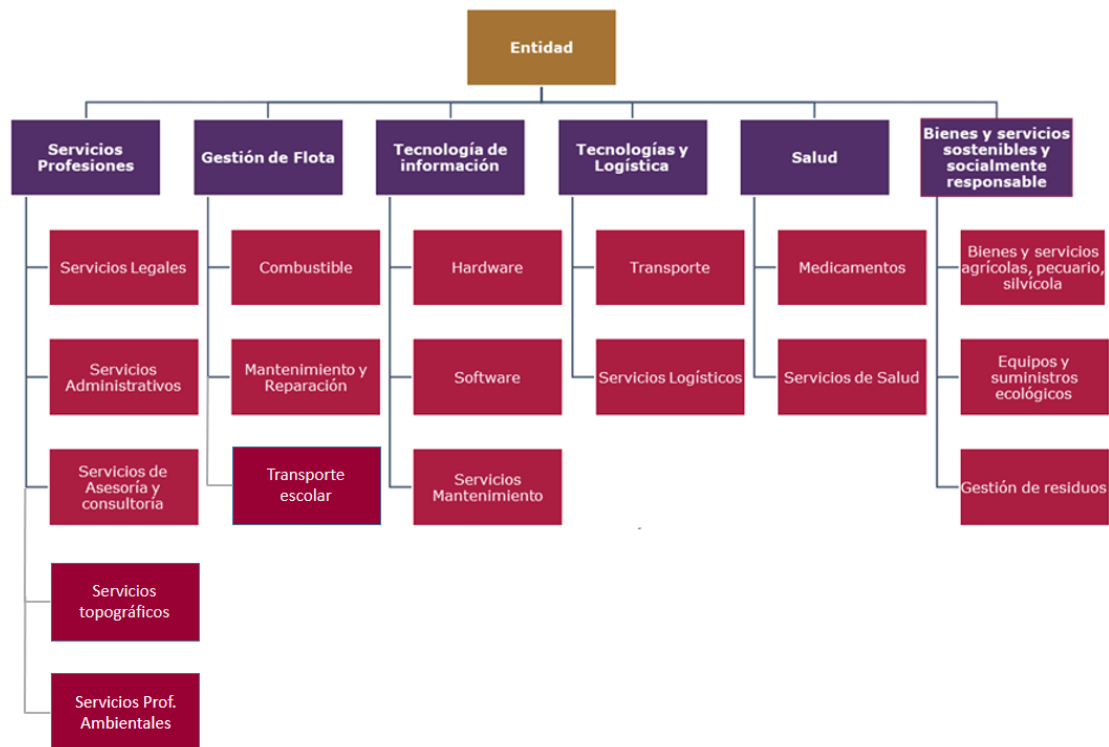 Entidad
Servicios
Profesiones
Gestión de Flota
Tecnología de
información
Tecnologías y
Logística
Salud
Bienes y servicios
sostenibles y
socialmente
responsable
Servicios Legales
Combustible
Hardware
Transporte
Medicamentos
Bienes y servicios
agrícolas, pecuario,
silvícola
Servicios
Administrativos
Mantenimiento y
Reparación
Software
Servicios Logísticos
Servicios de Salud
Equipos y
suministros
ecológicos
Servicios de
Asesoría y
consultoría
Transporte
escolar
Servicios
Mantenimiento
Gestión de residuos
Servicios
topográficos
Servicios Prof.
Ambientales